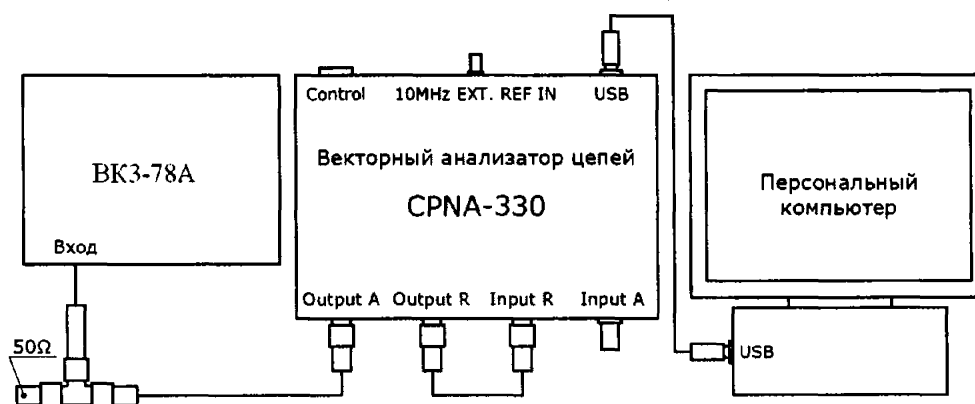 Control
10MHz EXT. REF IN
USB
Векторный анализатор цепей
CPNA-330
Output A
Output R
Input R
Input A
ВК3-78А
Вход
50Ω
Персональный
компьютер
USB